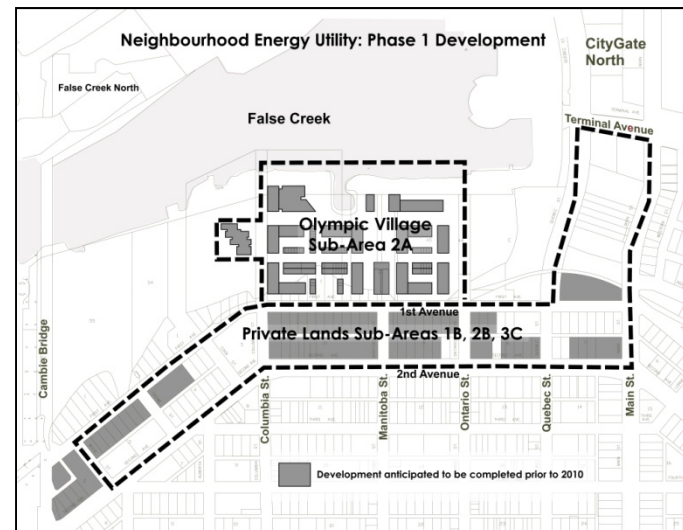 Neighbourhood Energy Utility: Phase 1 Development
CityGate
North
False Creek North
False Creek
Terminal Avenue
Olympic Village
Sub-Area 2A
1st Avenue
Private Lands Sub-Areas 1B, 2B, 3C
2nd Avenue
Cambie Bridge
Columbia St.
Manitoba St.
Ontario St.
Quebec St.
Main St.
Development anticipated to be completed prior to 2010